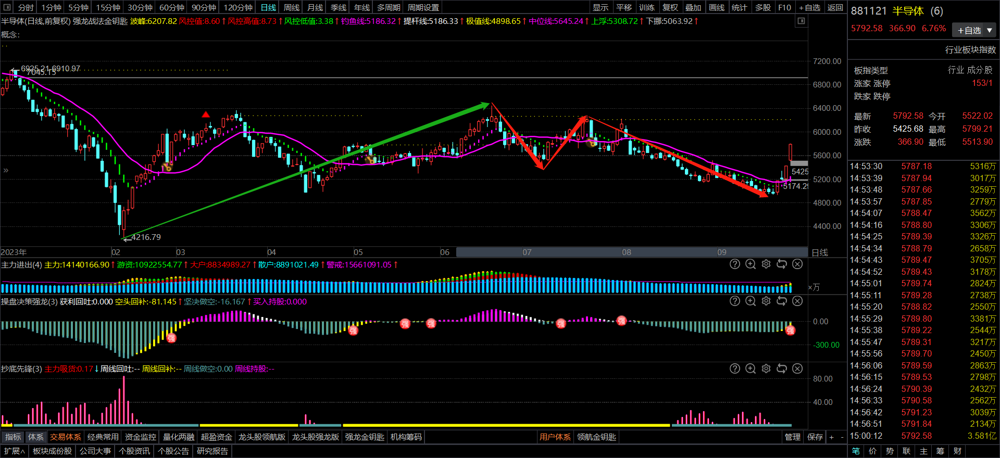 分时 1分钟 5分钟 15分钟 30分钟 60分钟 90分钟 120分钟 日线 周线 月线 季线 年线 多周期 周期设置 显示 平移 训练 复权 叠加 画线 统计 多股 F10 +自选 返回
半导体(日线,前复权) 强龙战法金钥匙 波峰:6207.82 风控值:8.60↑ 风控高值:8.73↑ 风控低值:3.38↑ 钓鱼线:5186.32↑ 提杆线:5186.33↑ 极值线:4898.65↑ 中位线:5645.24↑ 上浮:5308.72↑ 下挪:5063.92↑
概念:
6925.21-6910.97
7045.15
4216.79
5425
5174.29
7200.00
6800.00
6400.00
6000.00
5600.00
5200.00
4800.00
4400.00
2023年 02 03 04 05 06 07 08 09 日线
主力进出(4) 主力:14140166.90↑ 游资:10922554.77↑ 大户:8834989.27↑ 散户:8891021.49↑ 警戒:15661091.05↑
×万
操盘决策强龙(3) 获利回吐:0.000 空头回补:-81.145↑ 坚决做空:-16.167↑ 买入持股:0.000
强 强 强 强 强 强 强
0.00
-300.00
抄底先锋(3) 主力吸货:0.17↓ 周线回吐:-- 周线回补:-- 周线做空:0.00 周线持股:--
80.00
40.00
指标 体系 交易体系 经典常用 资金监控 量化两融 超盈资金 龙头股领航版 龙头股强龙版 强龙金钥匙 机构筹码 用户体系 领航金钥匙 管理 保存 + -
扩展∧ 板块成份股 公司大事 个股资讯 个股公告 研究报告
881121 半导体 (6)
5792.58 366.90 6.76% +自选 ▼
行业板块指数
板指类型 行业 成分股
涨家 涨停 153/1
跌家 跌停
最新 5792.58 今开 5522.02
昨收 5425.68 最高 5799.21
涨跌 366.90 最低 5513.90
14:53:30 5787.18 5316万
14:53:39 5787.94 3017万
14:53:48 5787.66 3259万
14:53:57 5787.85 2779万
14:54:07 5788.47 3562万
14:54:16 5788.80 3306万
14:54:25 5789.39 3326万
14:54:34 5788.79 2658万
14:54:43 5789.47 3705万
14:54:52 5789.43 3178万
14:55:01 5789.74 2824万
14:55:11 5789.28 2738万
14:55:20 5788.82 2550万
14:55:29 5789.80 3381万
14:55:38 5789.22 2544万
14:55:47 5789.31 3217万
14:55:56 5789.70 2450万
14:56:06 5789.59 2863万
14:56:15 5789.53 2798万
14:56:24 5790.39 2432万
14:56:33 5790.58 2562万
14:56:42 5791.23 3039万
14:56:51 5791.84 2134万
15:00:12 5792.58 3.581亿
笔 价 势 联 主 筹 财